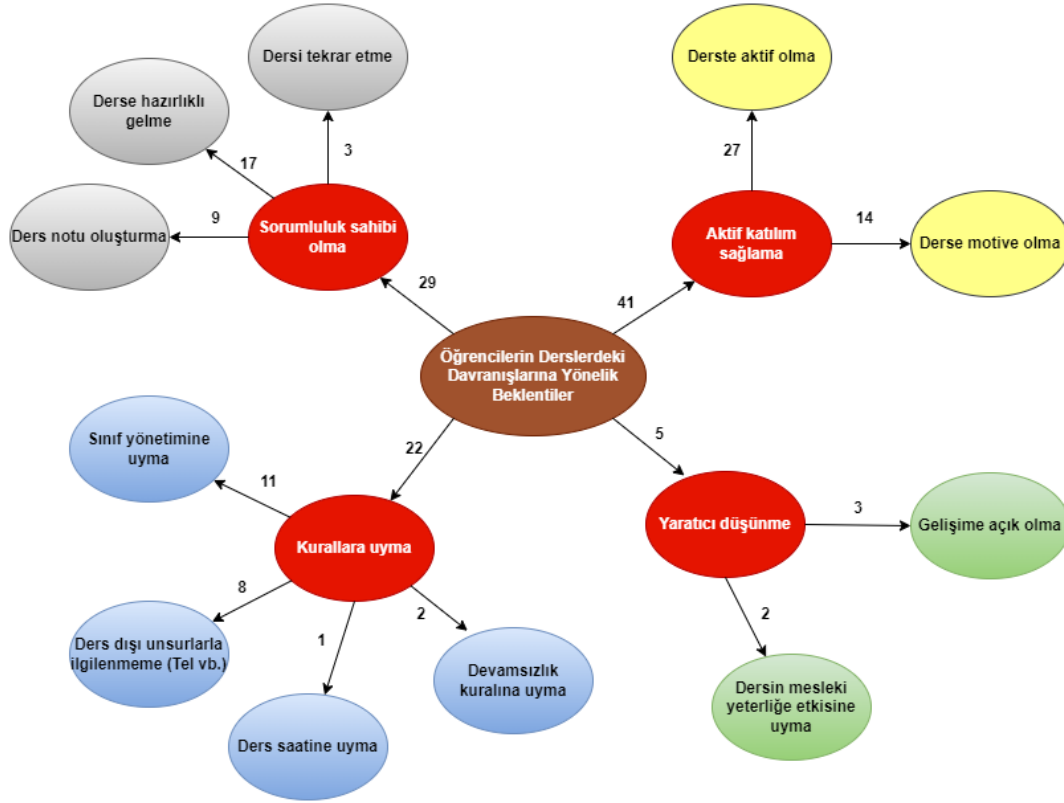 Dersi tekrar etme
Derste aktif olma
Derse hazırlıklı
gelme
3
27
17
Ders notu oluşturma
9
Sorumluluk sahibi
olma
Aktif katılım
sağlama
14
Derse motive olma
29
41
Öğrencilerin Derslerdeki
Davranışlarına Yönelik
Beklentiler
Sınıf yönetimine
uyma
22
5
11
Kurallara uyma
Yaratıcı düşünme
3
Gelişime açık olma
8
1
2
2
Ders dışı unsurlarla
ilgilenmeme (Tel vb.)
Devamsızlık
kuralına uyma
Dersin mesleki
yeterliğe etkisine
uyma
Ders saatine uyma